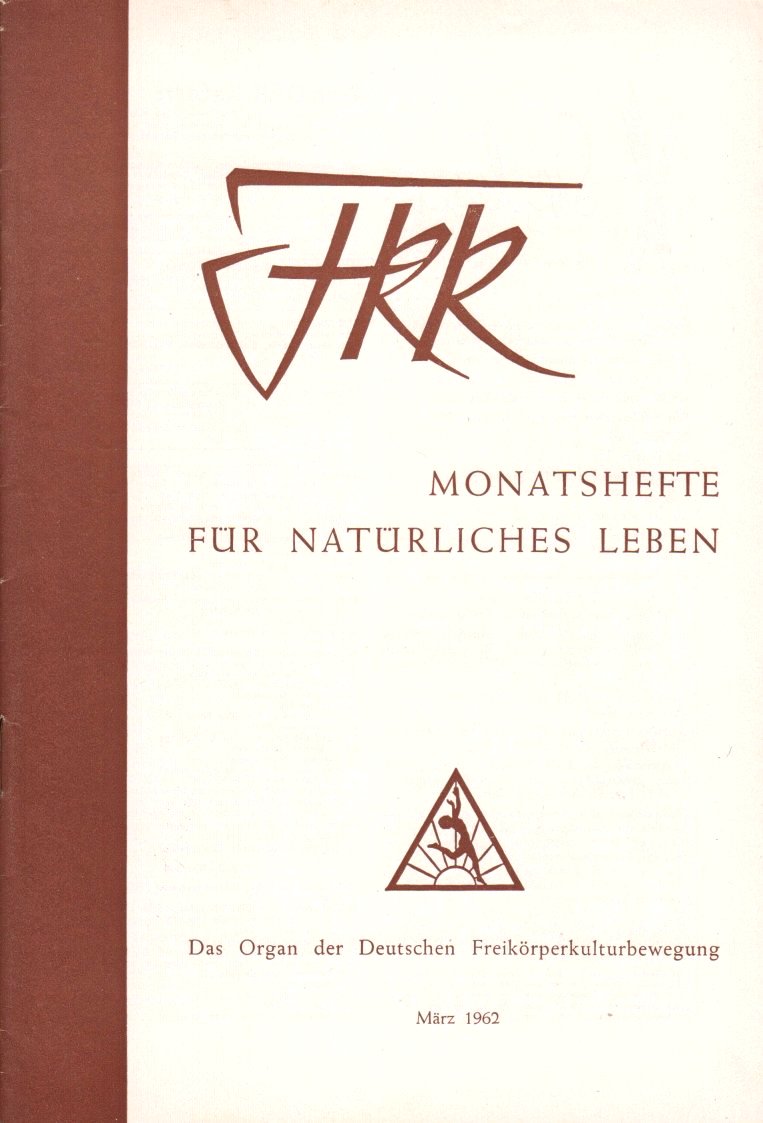 FKK
MONATSHEFTE
FÜR NATÜRLICHES LEBEN
Das Organ der Deutschen Freikörperkulturbewegung
März 1962